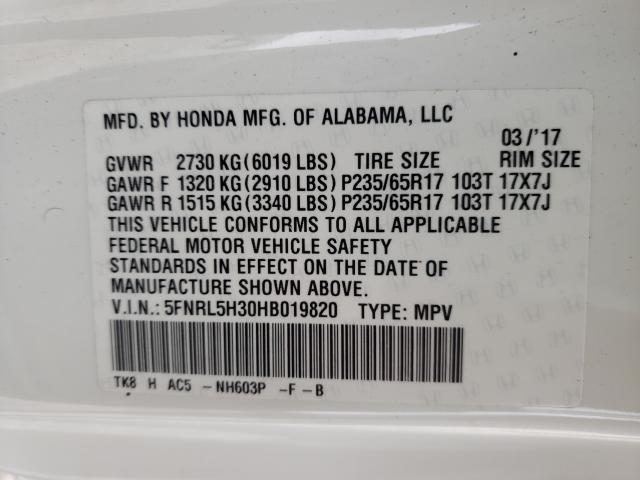 MFD. BY HONDA MFG. OF ALABAMA, LLC
03/'17
GVWR 2730 KG(6019 LBS) TIRE SIZE RIM SIZE
GAWR F 1320 KG(2910 LBS) P235/65R17 103T 17X7J
GAWR R 1515 KG(3340 LBS) P235/65R17 103T 17X7J
THIS VEHICLE CONFORMS TO ALL APPLICABLE
FEDERAL MOTOR VEHICLE SAFETY
STANDARDS IN EFFECT ON THE DATE OF
MANUFACTURE SHOWN ABOVE.
V.I.N.: 5FNRL5H30HB019820 TYPE: MPV
TK8 H AC5 -NH603P -F-B